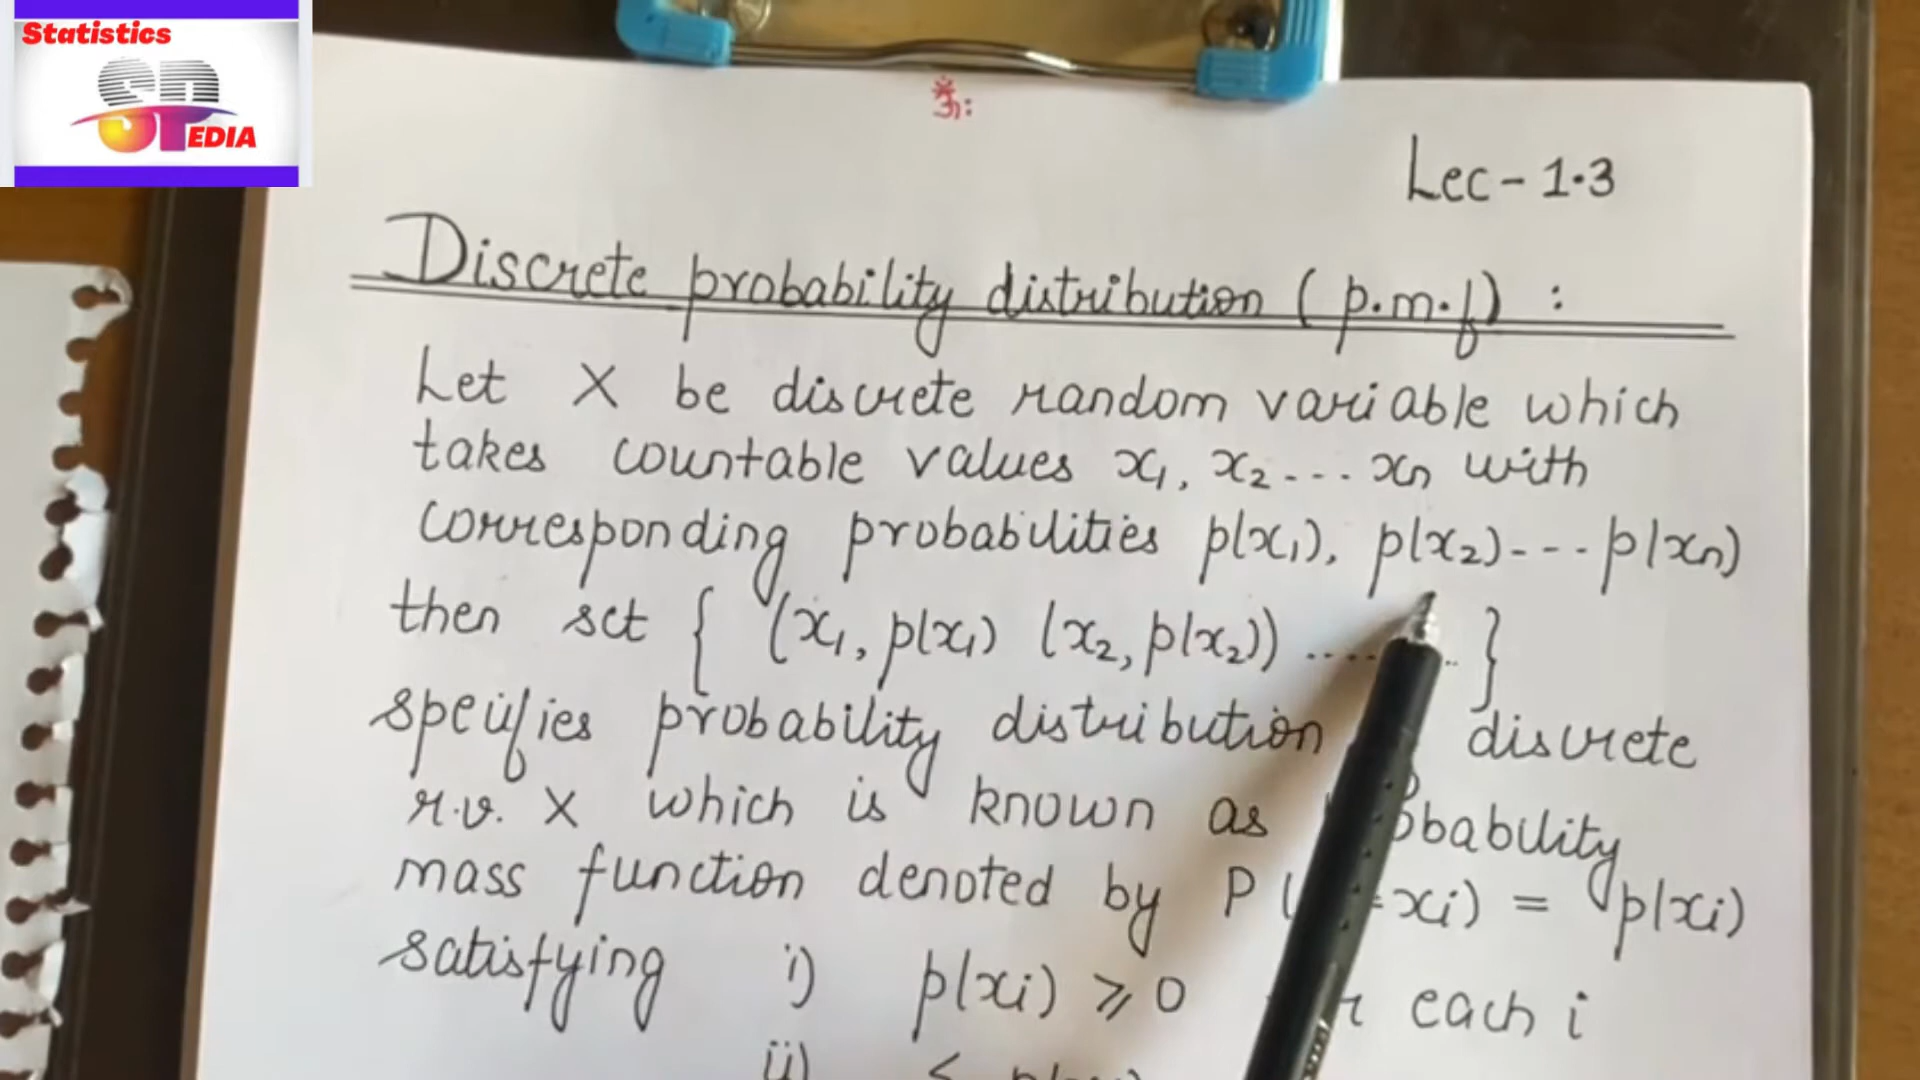 Statistics
EDIA
Lec - 1.3
Discrete probability distribution (p.m.f) :
Let X be discrete random variable which
takes countable values x1, x2 ... xn with
corresponding probabilities p(x1), p(x2) --- p(xn)
then set { (x1, p(x1) (x2, p(x2)) ...... }
specifies probability distribution discrete
r.v. X which is known as
mass function denoted by P ( = xi) = p(xi)
satisfying i) p(xi) ⩾ 0 each i
ii)